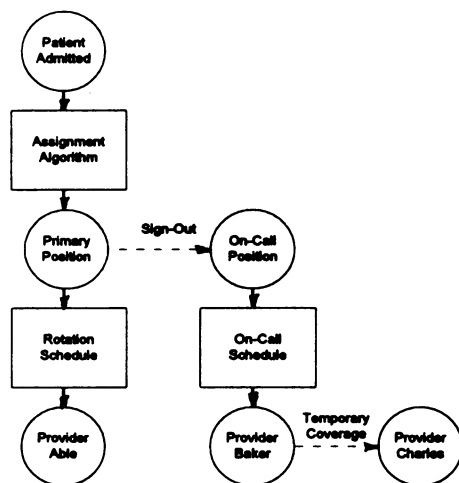 Patient
Admitted
Assignment
Algorithm
Primary
Position
Sign-Out
On-Call
Position
Rotation
Schedule
On-Call
Schedule
Provider
Able
Provider
Baker
Temporary
Coverage
Provider
Charles